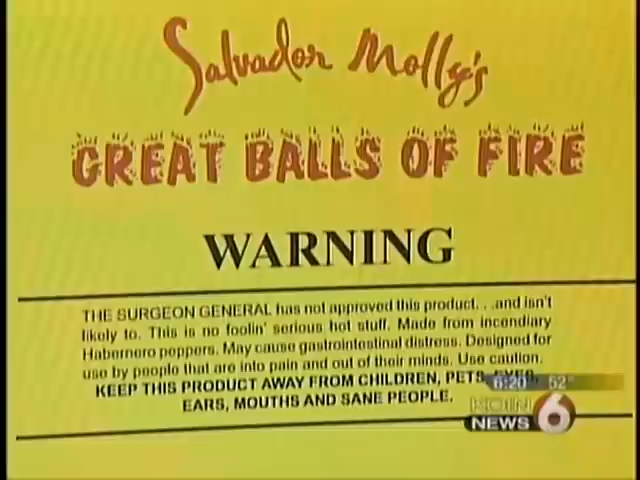 Salvador Molly's
GREAT BALLS OF FIRE
WARNING
THE SURGEON GENERAL has not approved this product. . .and isn't
likely to. This is no foolin' serious hot stuff. Made from incendiary
Habernero peppers. May cause gastrointestinal distress. Designed for
use by people that are into pain and out of their minds. Use caution.
KEEP THIS PRODUCT AWAY FROM CHILDREN, PETS, EYES,
EARS, MOUTHS AND SANE PEOPLE.
6:20 52°
KOIN 6
NEWS